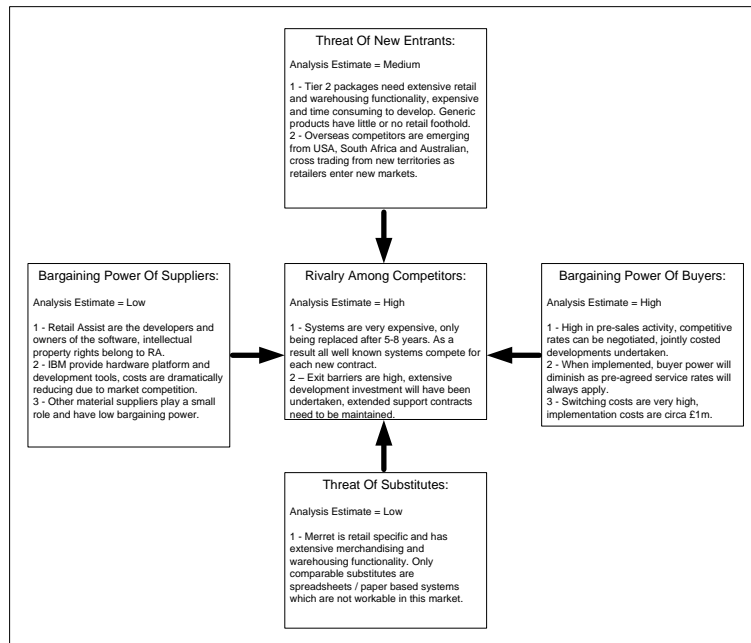 Threat Of New Entrants:
Analysis Estimate = Medium
1 - Tier 2 packages need extensive retail
and warehousing functionality, expensive
and time consuming to develop. Generic
products have little or no retail foothold.
2 - Overseas competitors are emerging
from USA, South Africa and Australian,
cross trading from new territories as
retailers enter new markets.
Bargaining Power Of Suppliers:
Analysis Estimate = Low
1 - Retail Assist are the developers and
owners of the software, intellectual
property rights belong to RA.
2 - IBM provide hardware platform and
development tools, costs are dramatically
reducing due to market competition.
3 - Other material suppliers play a small
role and have low bargaining power.
Rivalry Among Competitors:
Analysis Estimate = High
1 - Systems are very expensive, only
being replaced after 5-8 years. As a
result all well known systems compete for
each new contract.
2 – Exit barriers are high, extensive
development investment will have been
undertaken, extended support contracts
need to be maintained.
Bargaining Power Of Buyers:
Analysis Estimate = High
1 - High in pre-sales activity, competitive
rates can be negotiated, jointly costed
developments undertaken.
2 - When implemented, buyer power will
diminish as pre-agreed service rates will
always apply.
3 - Switching costs are very high,
implementation costs are circa £1m.
Threat Of Substitutes:
Analysis Estimate = Low
1 - Merret is retail specific and has
extensive merchandising and
warehousing functionality. Only
comparable substitutes are
spreadsheets / paper based systems
which are not workable in this market.